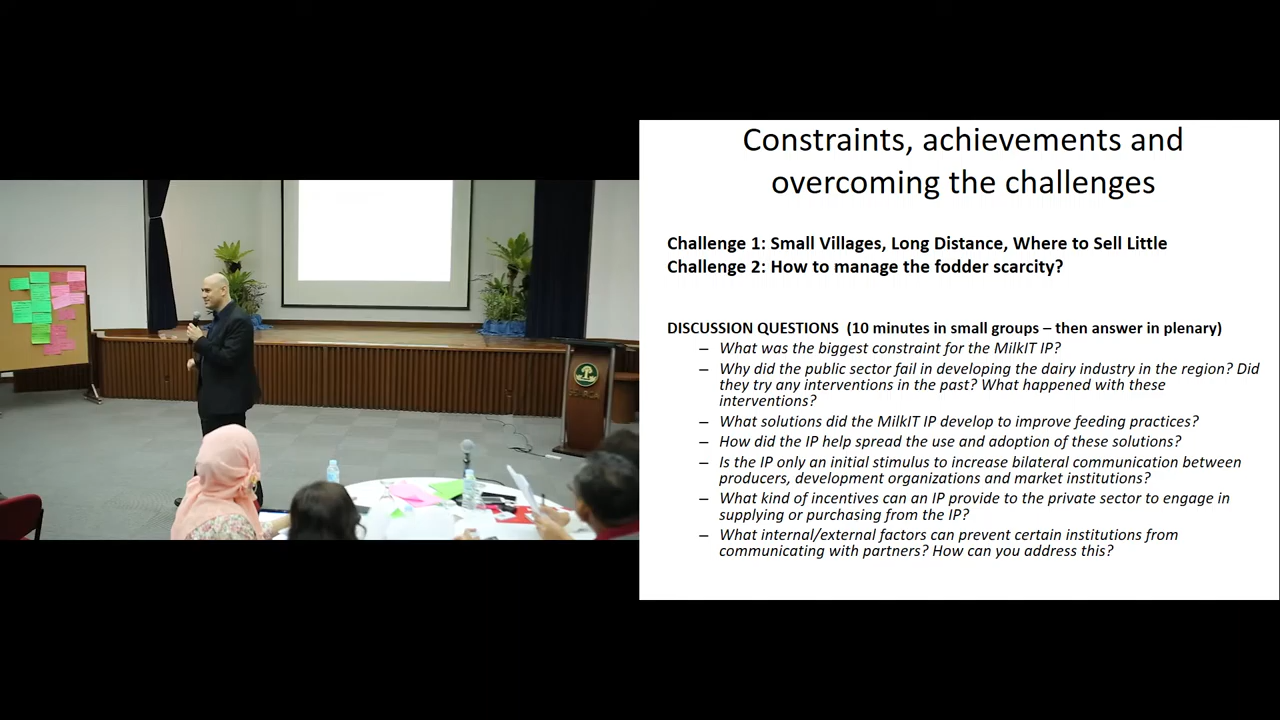 Constraints, achievements and
overcoming the challenges
Challenge 1: Small Villages, Long Distance, Where to Sell Little
Challenge 2: How to manage the fodder scarcity?
DISCUSSION QUESTIONS (10 minutes in small groups – then answer in plenary)
– What was the biggest constraint for the MilkIT IP?
– Why did the public sector fail in developing the dairy industry in the region? Did
they try any interventions in the past? What happened with these
interventions?
– What solutions did the MilkIT IP develop to improve feeding practices?
– How did the IP help spread the use and adoption of these solutions?
– Is the IP only an initial stimulus to increase bilateral communication between
producers, development organizations and market institutions?
– What kind of incentives can an IP provide to the private sector to engage in
supplying or purchasing from the IP?
– What internal/external factors can prevent certain institutions from
communicating with partners? How can you address this?